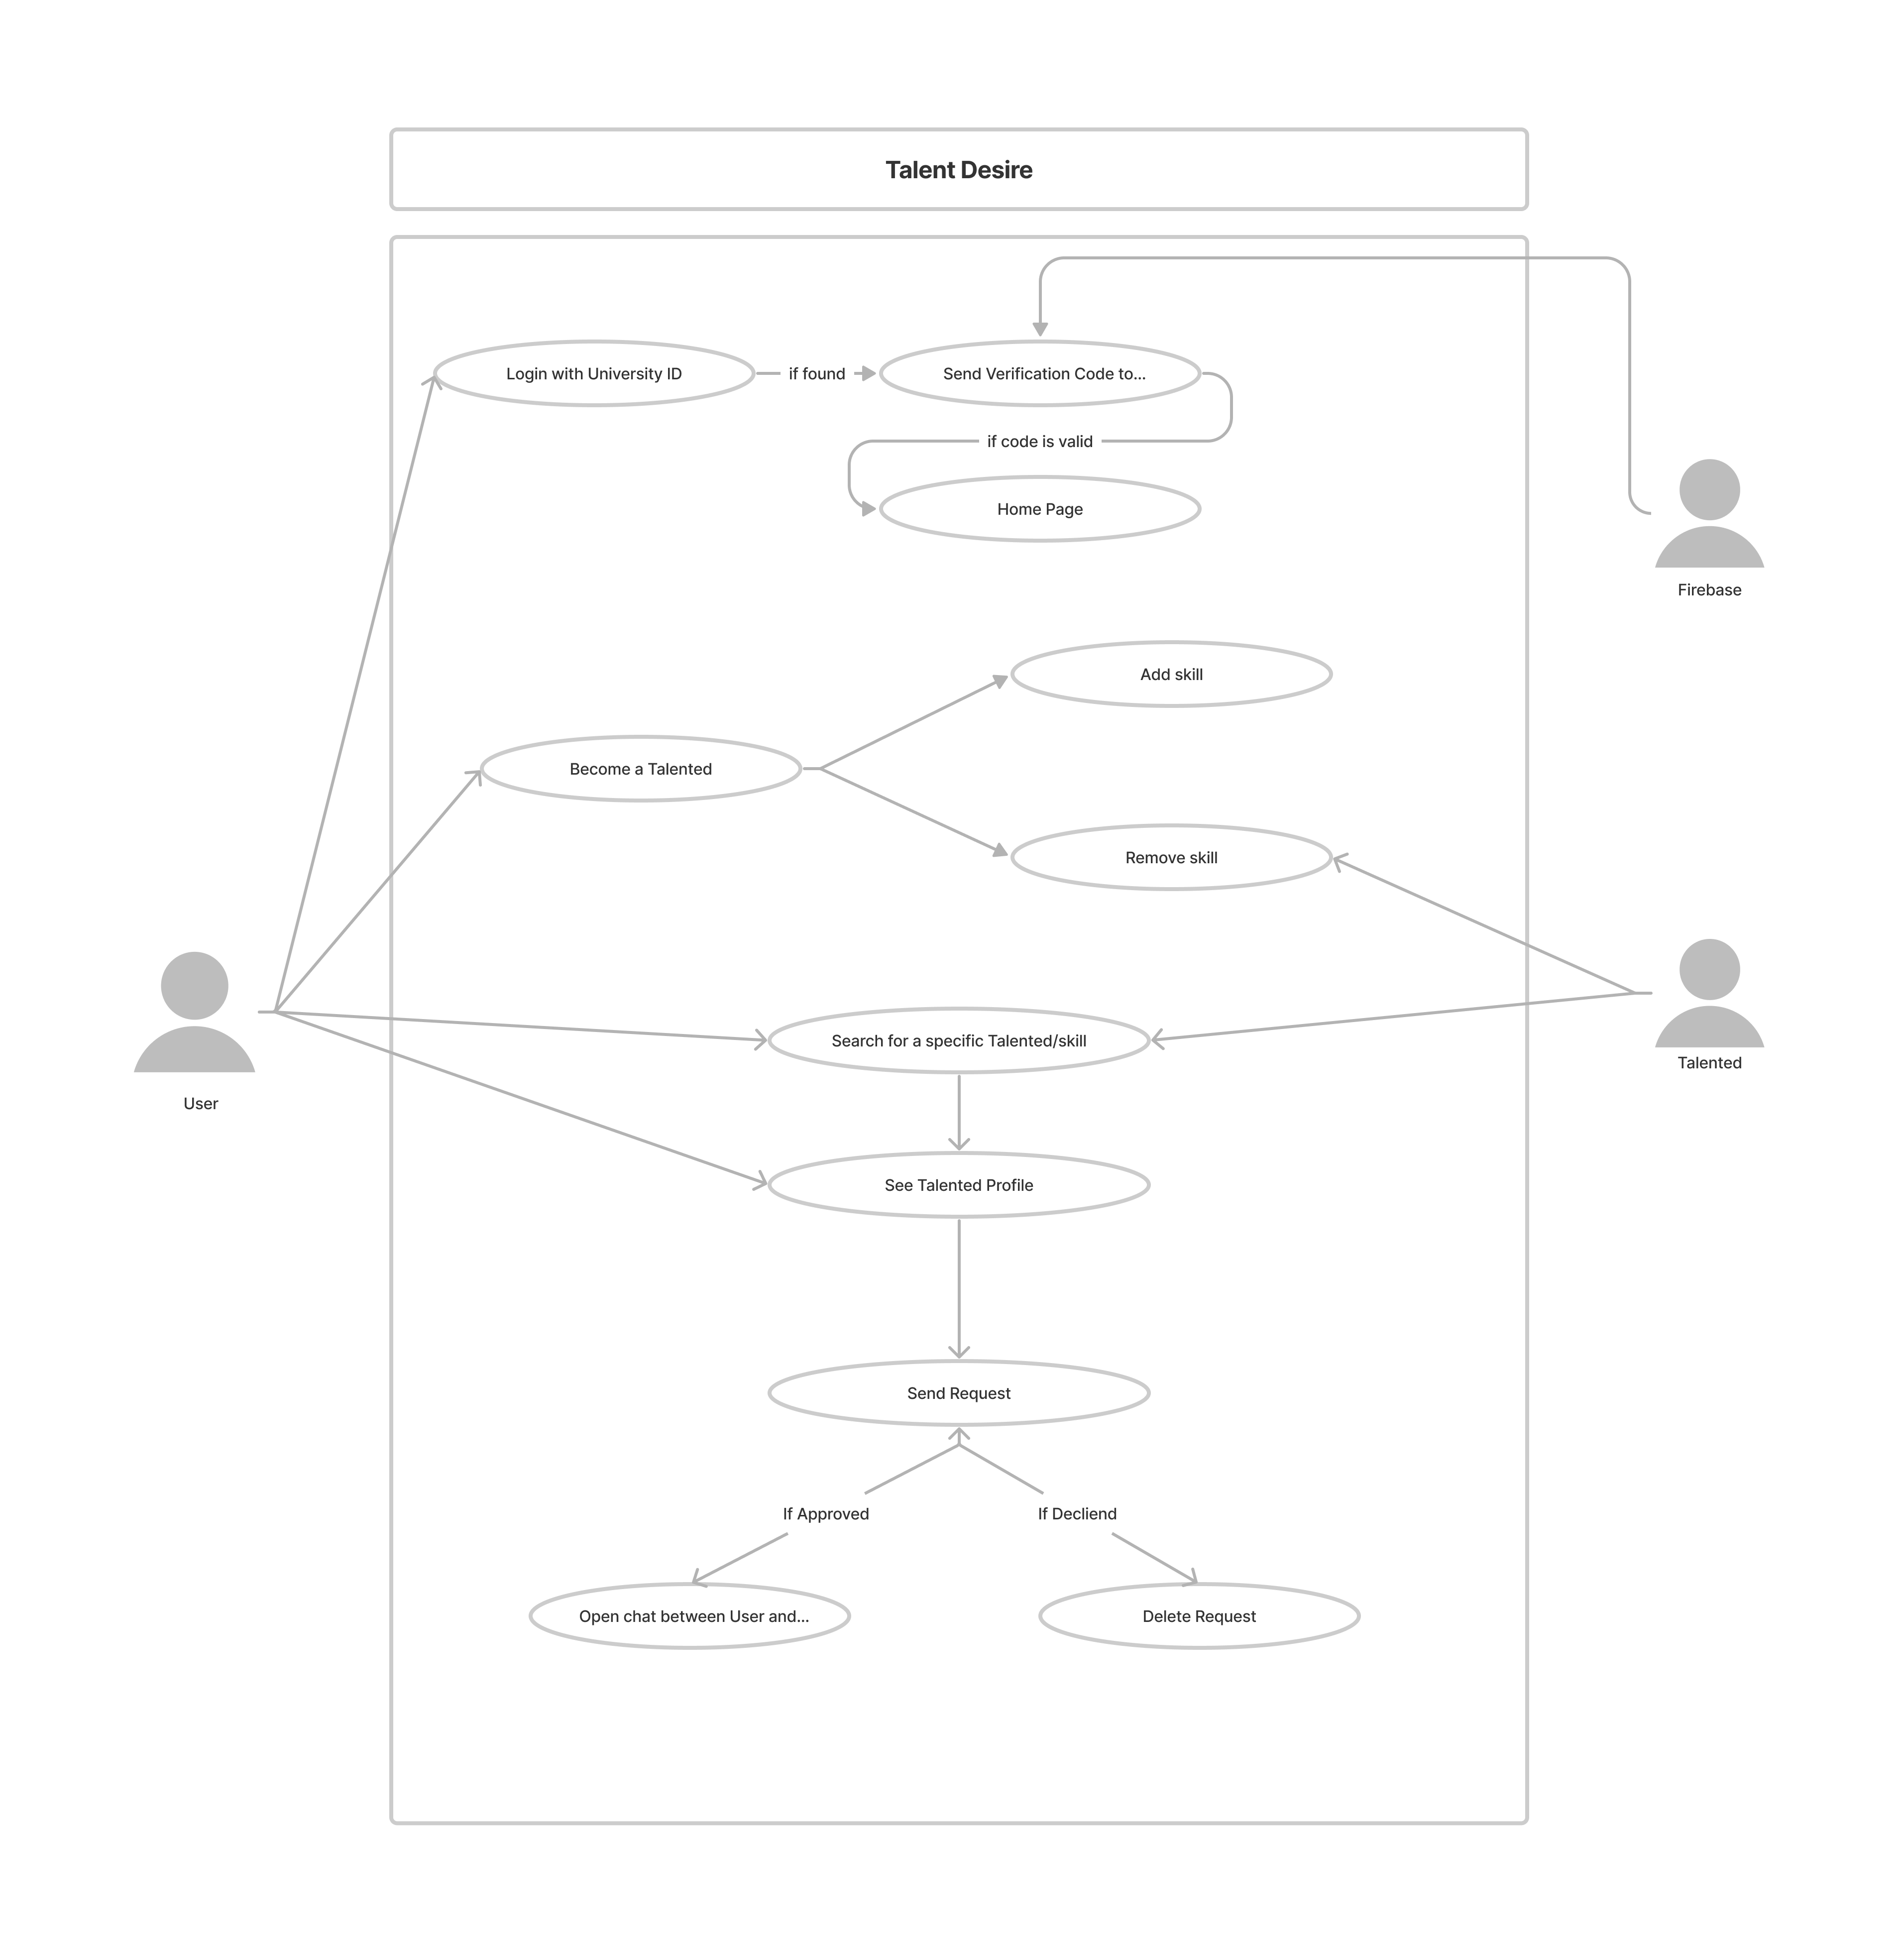 Talent Desire
Login with University ID
if found
Send Verification Code to...
if code is valid
Home Page
Firebase
Add skill
Become a Talented
Remove skill
User
Search for a specific Talented/skill
Talented
See Talented Profile
Send Request
If Approved
If Decliend
Open chat between User and...
Delete Request